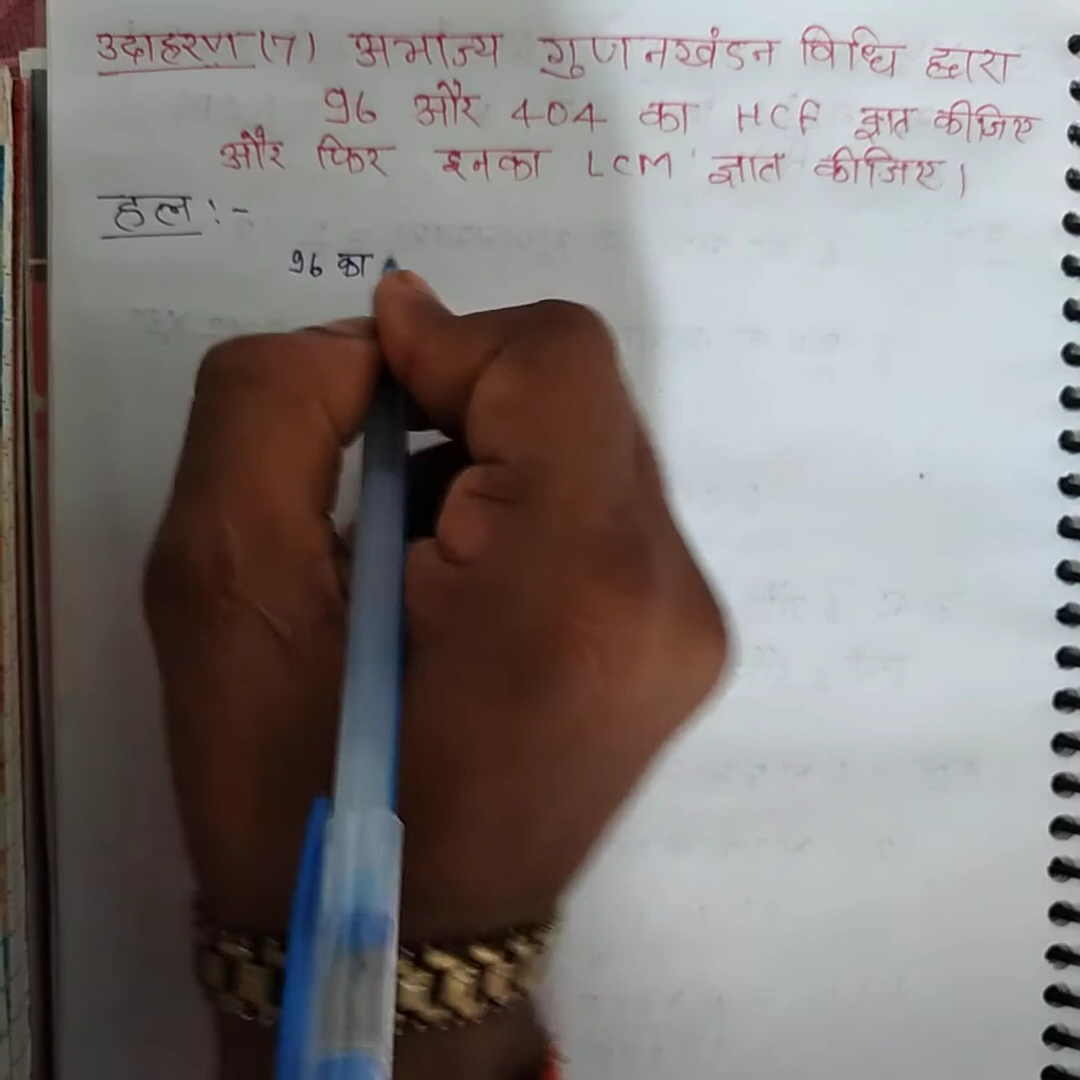 उदाहरण (7) अभाज्य गुणनखंडन विधि द्वारा
96 और 404 का HCF ज्ञात कीजिए
और फिर इनका LCM ज्ञात कीजिए।
हल :-
96 का